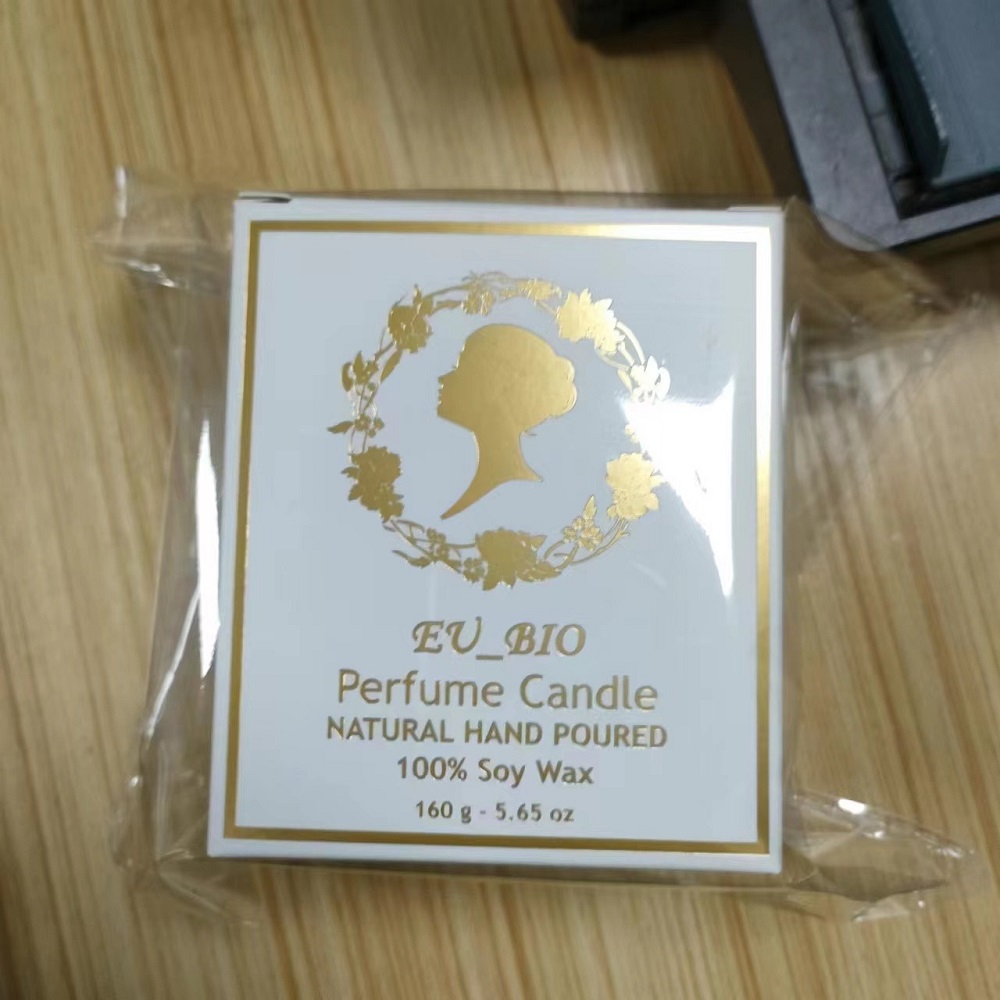 EU_BIO
Perfume Candle
NATURAL HAND POURED
100% Soy Wax
160 g - 5.65 oz